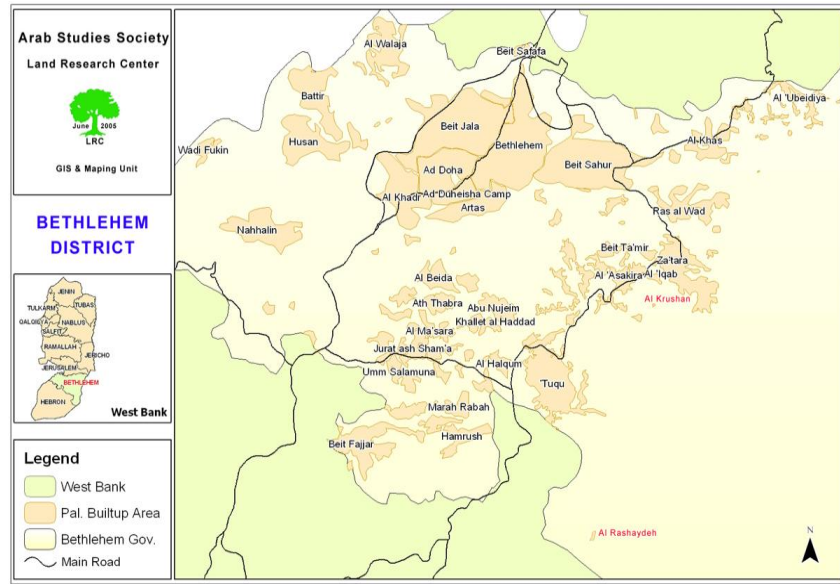 Arab Studies Society
Land Research Center
June 2005
LRC
GIS & Maping Unit
BETHLEHEM
DISTRICT
JENIN
TULKARM
TUBAS
QALQILYA
NABLUS
SALFIT
RAMALLAH
JERICHO
JERUSALEM
BETHLEHEM
HEBRON
West Bank
Legend
West Bank
Pal. Builtup Area
Bethlehem Gov.
Main Road
Al Walaja
Beit Safafa
Battir
Al 'Ubeidiya
Beit Jala
Husan
Bethlehem
Al Khas
Wadi Fukin
Ad Doha
Beit Sahur
Al Khadr
Ad Duheisha Camp
Artas
Ras al Wad
Nahhalin
Beit Ta'mir
Za'tara
Al Beida
Al 'Asakira
Al 'Iqab
Al Krushan
Ath Thabra
Abu Nujeim
Khallet al Haddad
Al Ma'sara
Jurat ash Sham'a
Al Halqum
Umm Salamuna
'Tuqu
Marah Rabah
Beit Fajjar
Hamrush
Al Rashaydeh
N